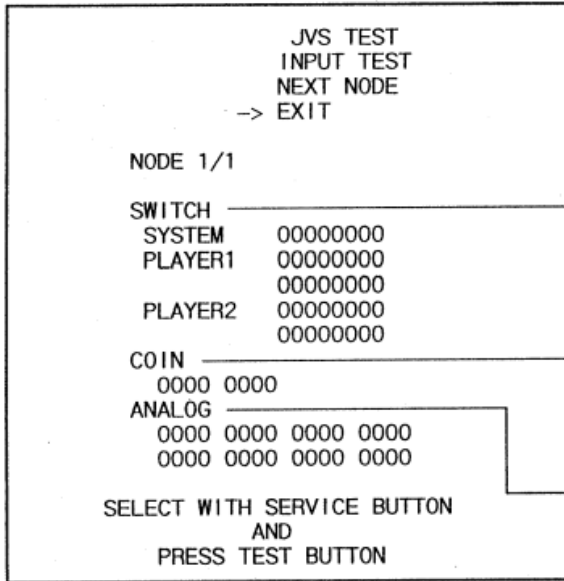 JVS TEST
INPUT TEST
NEXT NODE
-> EXIT
NODE 1/1
SWITCH
SYSTEM 00000000
PLAYER1 00000000
00000000
PLAYER2 00000000
00000000
COIN
0000 0000
ANALOG
0000 0000 0000 0000
0000 0000 0000 0000
SELECT WITH SERVICE BUTTON
AND
PRESS TEST BUTTON